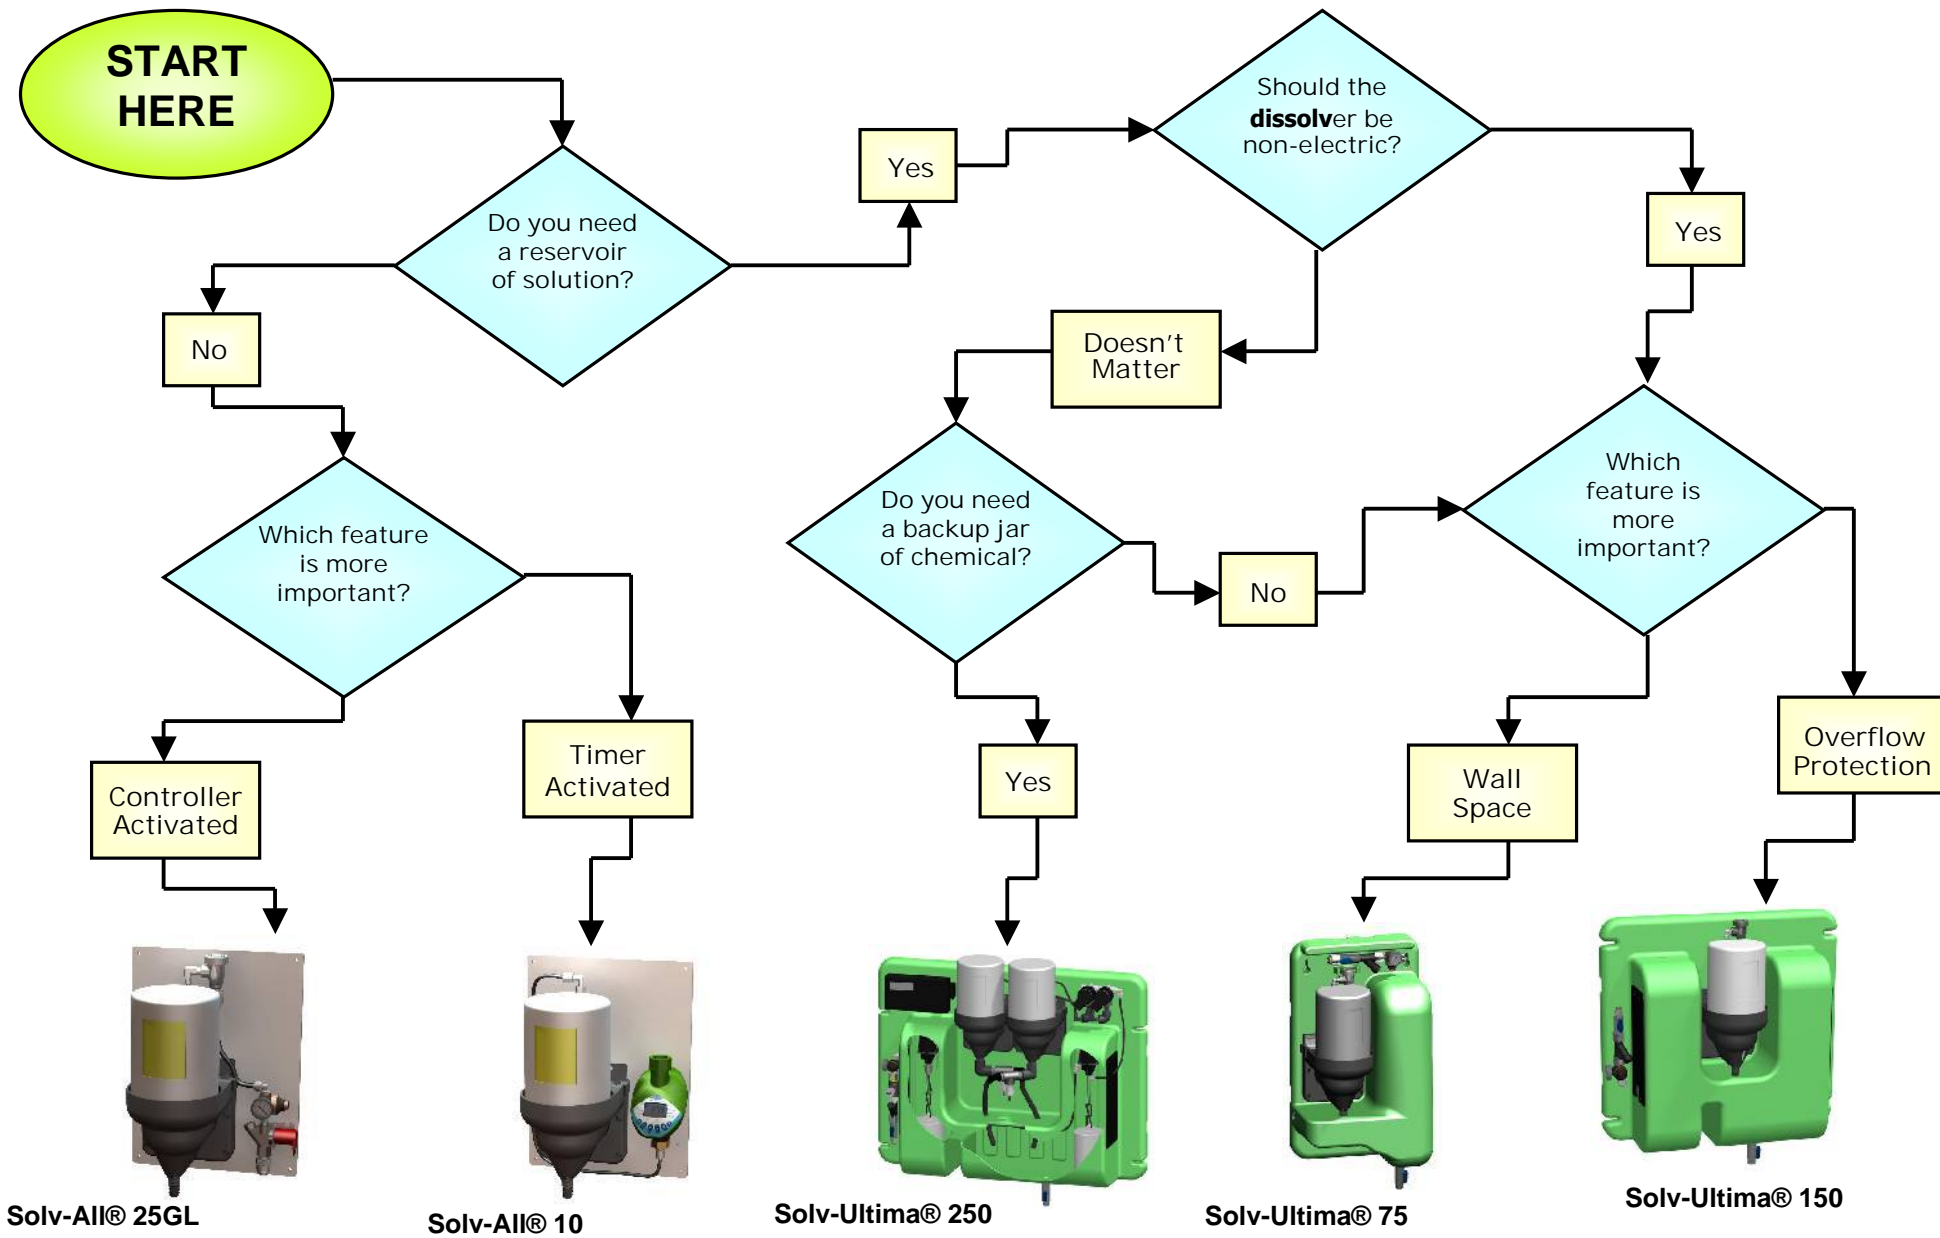 START
HERE
Do you need
a reservoir
of solution?
Yes
Should the
dissolver be
non-electric?
Yes
No
Doesn't
Matter
Which feature
is more
important?
Do you need
a backup jar
of chemical?
No
Which
feature is
more
important?
Controller
Activated
Timer
Activated
Yes
Wall
Space
Overflow
Protection
Solv-All® 25GL
Solv-All® 10
Solv-Ultima® 250
Solv-Ultima® 75
Solv-Ultima® 150